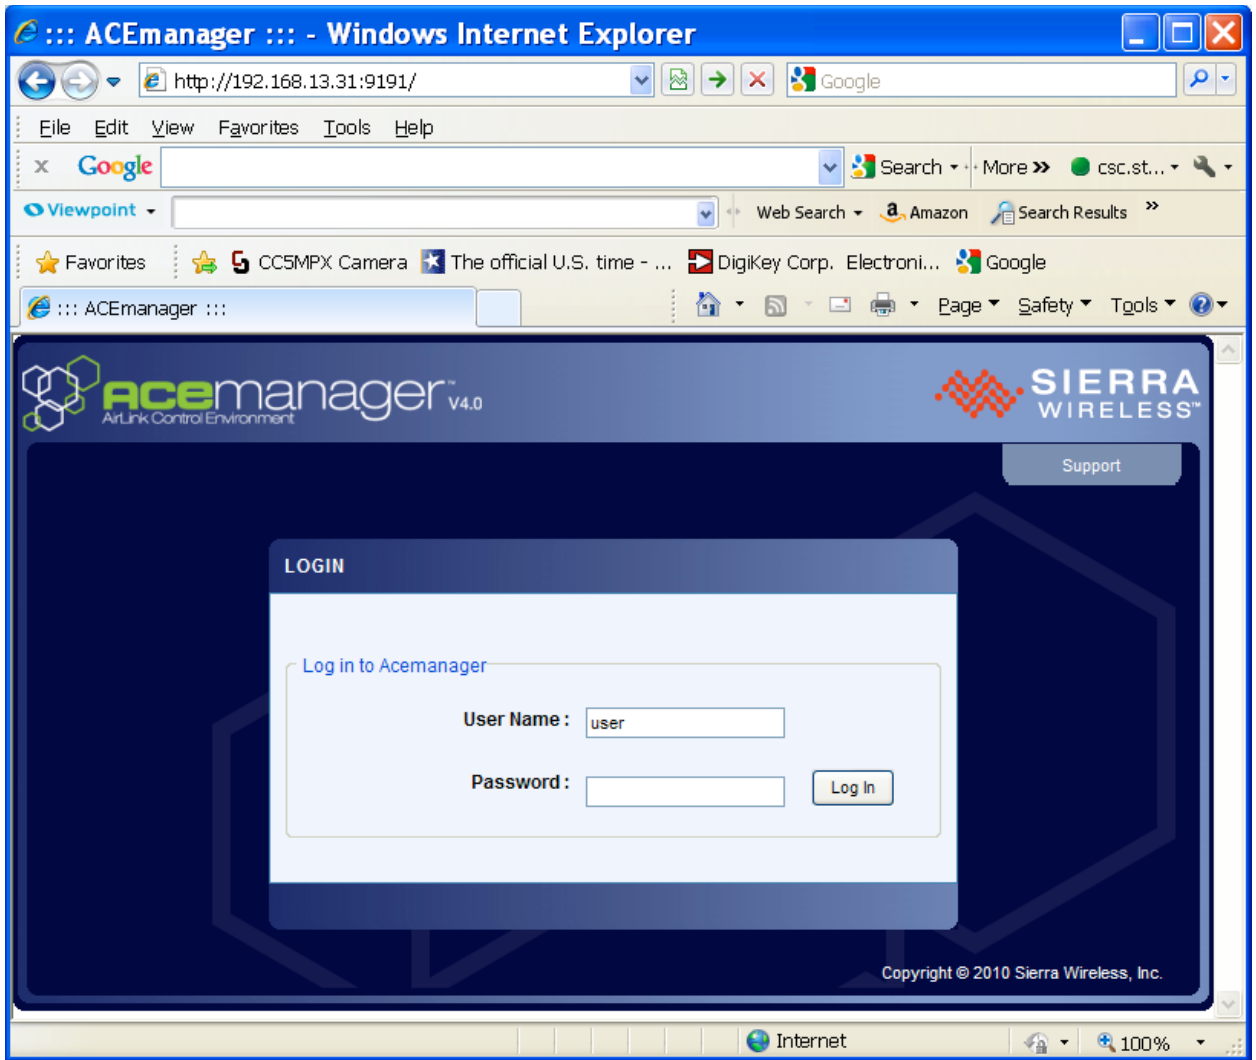 ::: ACEmanager ::: - Windows Internet Explorer
http://192.168.13.31:9191/
Google
File Edit View Favorites Tools Help
x Google Search More » csc.st...
Viewpoint Web Search Amazon Search Results »
Favorites CC5MPX Camera The official U.S. time - ... DigiKey Corp. Electroni... Google
::: ACEmanager ::: Page Safety Tools
acemanager™ V4.0
AirLink Control Environment
SIERRA
WIRELESS™
Support
LOGIN
Log in to Acemanager
User Name : user
Password :
Log In
Copyright © 2010 Sierra Wireless, Inc.
Internet 100%